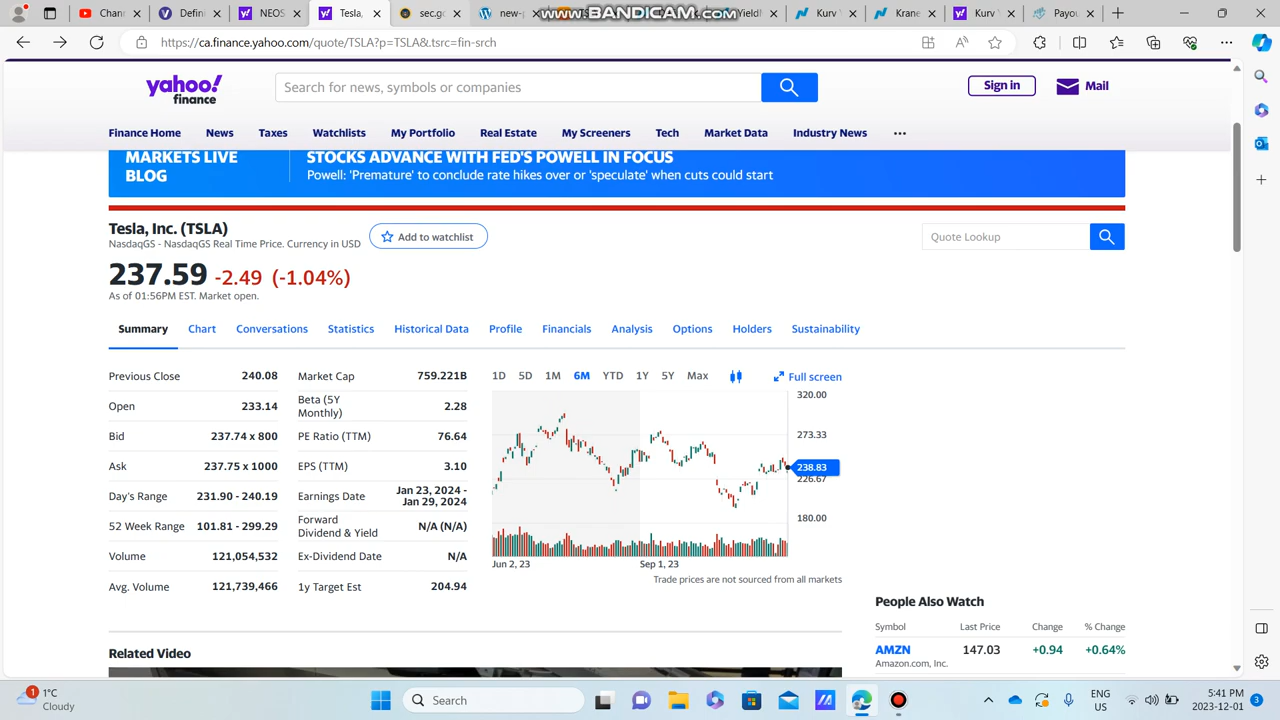 NEWS
Tesla,
sec.gc
New
www.BANDICAM.com
Yield
Kurv
Krane
Payou
https://ca.finance.yahoo.com/quote/TSLA?p=TSLA&.tsrc=fin-srch
yahoo!
finance
Search for news, symbols or companies
Sign in
Mail
Finance Home News Taxes Watchlists My Portfolio Real Estate My Screeners Tech Market Data Industry News ...
MARKETS LIVE
BLOG
STOCKS ADVANCE WITH FED'S POWELL IN FOCUS
Powell: 'Premature' to conclude rate hikes over or 'speculate' when cuts could start
Tesla, Inc. (TSLA)
NasdaqGS - NasdaqGS Real Time Price. Currency in USD
Add to watchlist
Quote Lookup
237.59 -2.49 (-1.04%)
As of 01:56PM EST. Market open.
Summary Chart Conversations Statistics Historical Data Profile Financials Analysis Options Holders Sustainability
Previous Close 240.08
Open 233.14
Bid 237.74 x 800
Ask 237.75 x 1000
Day's Range 231.90 - 240.19
52 Week Range 101.81 - 299.29
Volume 121,054,532
Avg. Volume 121,739,466
Market Cap 759.221B
Beta (5Y
Monthly) 2.28
PE Ratio (TTM) 76.64
EPS (TTM) 3.10
Earnings Date Jan 23, 2024 -
Jan 29, 2024
Forward
Dividend & Yield N/A (N/A)
Ex-Dividend Date N/A
1y Target Est 204.94
1D 5D 1M 6M YTD 1Y 5Y Max
Full screen
320.00
273.33
238.83
226.67
180.00
Jun 2, 23 Sep 1, 23
Trade prices are not sourced from all markets
People Also Watch
Symbol Last Price Change % Change
AMZN 147.03 +0.94 +0.64%
Amazon.com, Inc.
Related Video
1
1°C
Cloudy
Search
ENG
US
5:41 PM
2023-12-01
3